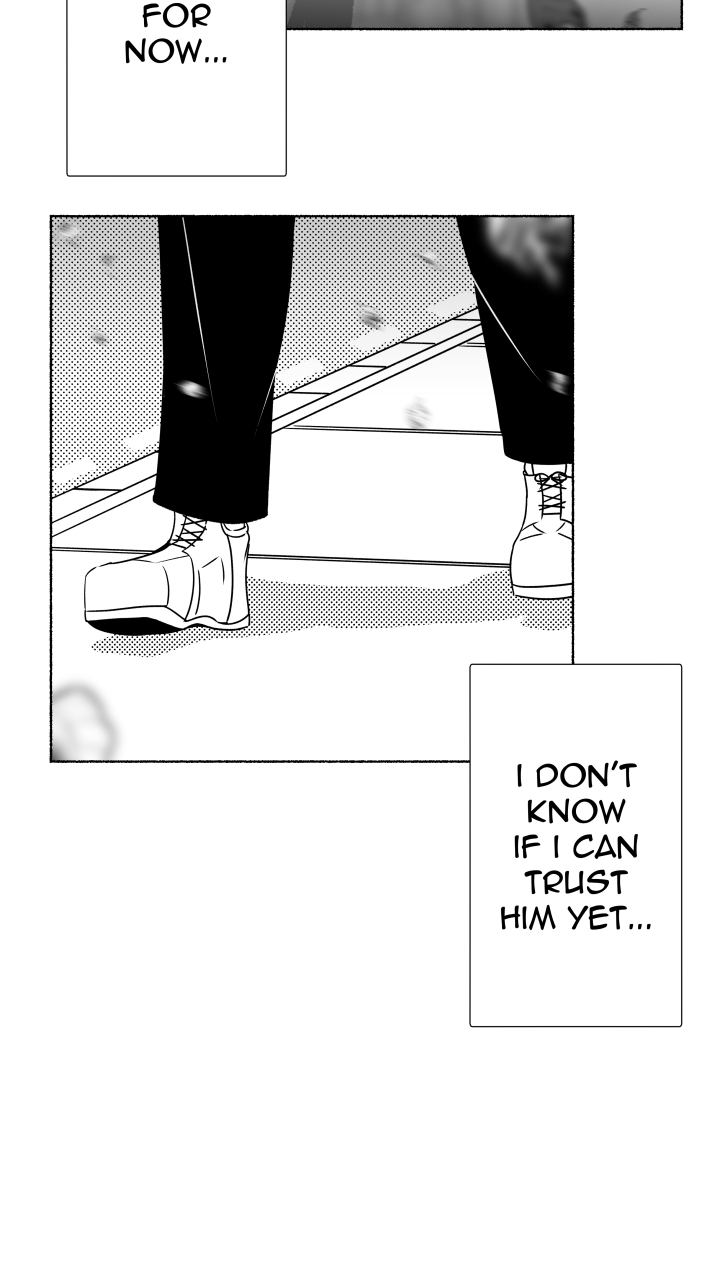 FOR
NOW...
I DON'T
KNOW
IF I CAN
TRUST
HIM YET...